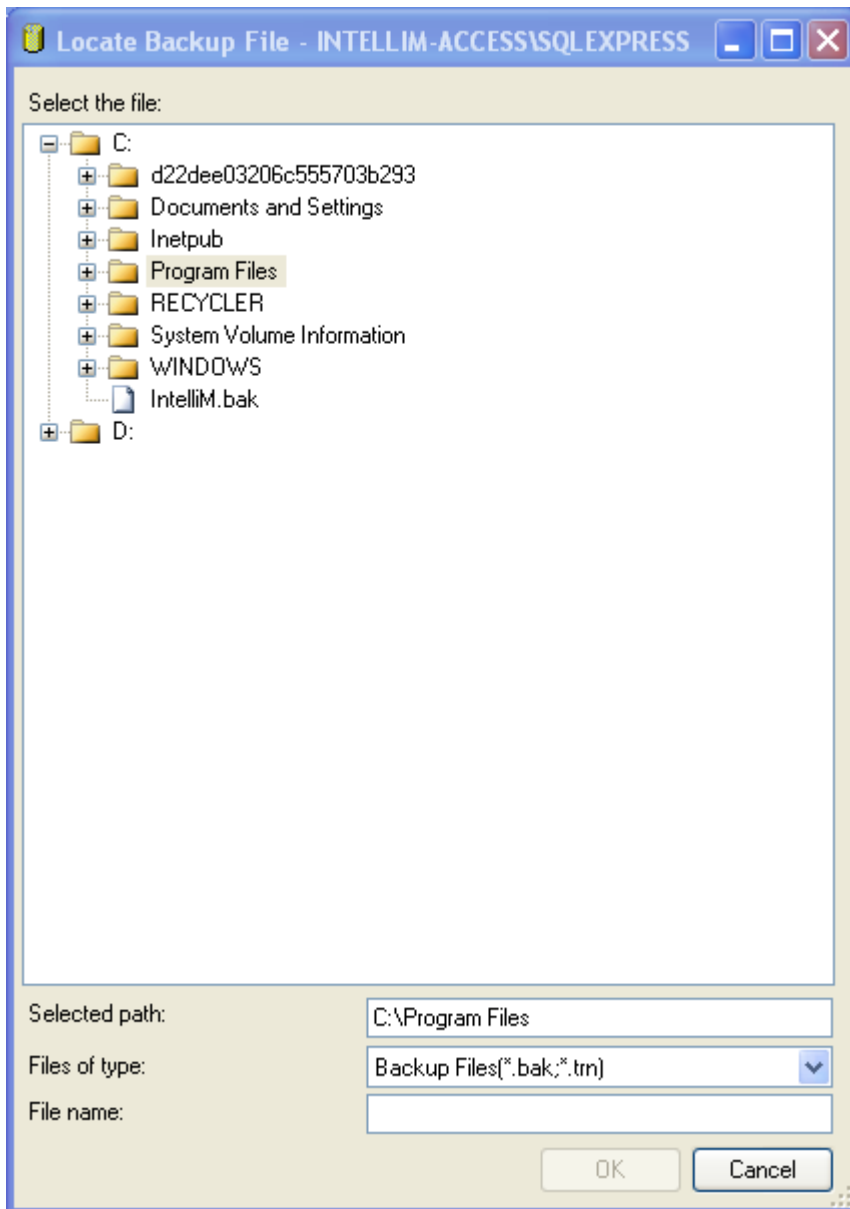 Locate Backup File - INTELLIM-ACCESS\SQLEXPRESS
Select the file:
C:
d22dee03206c555703b293
Documents and Settings
Inetpub
Program Files
RECYCLER
System Volume Information
WINDOWS
IntelliM.bak
D:
Selected path: C:\Program Files
Files of type: Backup Files(*.bak;*.trn)
File name:
OK Cancel